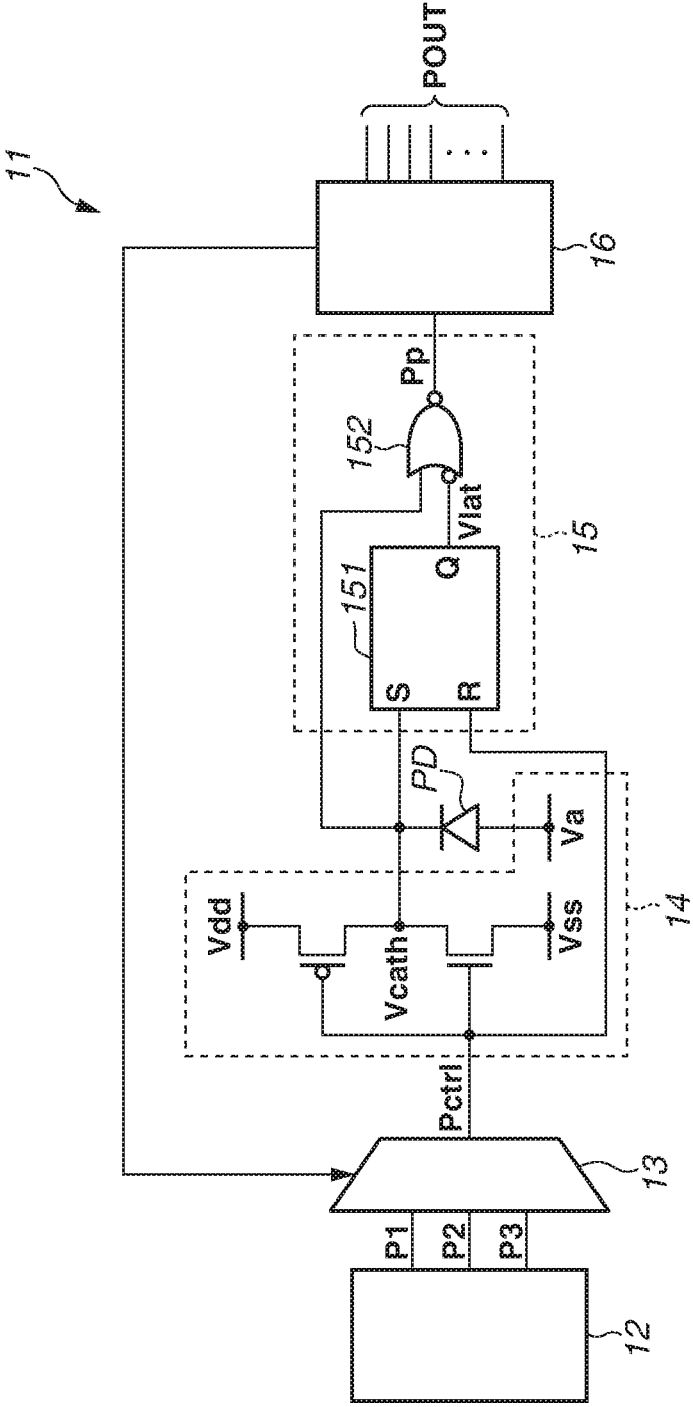 11
POUT
16
Pp
152
Vlat
15
151
S
Q
R
PD
Va
Vdd
Vcath
Vss
14
Pctrl
13
P1
P2
P3
12